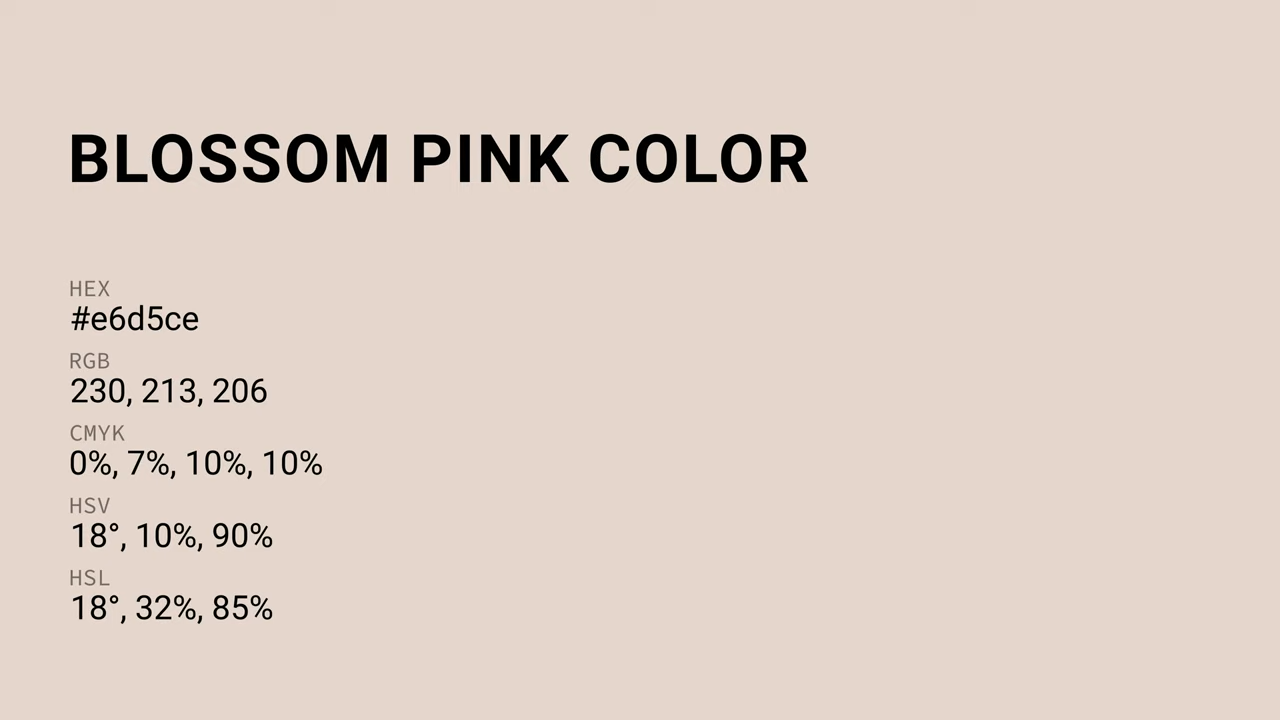 BLOSSOM PINK COLOR
HEX
#e6d5ce
RGB
230, 213, 206
CMYK
0%, 7%, 10%, 10%
HSV
18°, 10%, 90%
HSL
18°, 32%, 85%